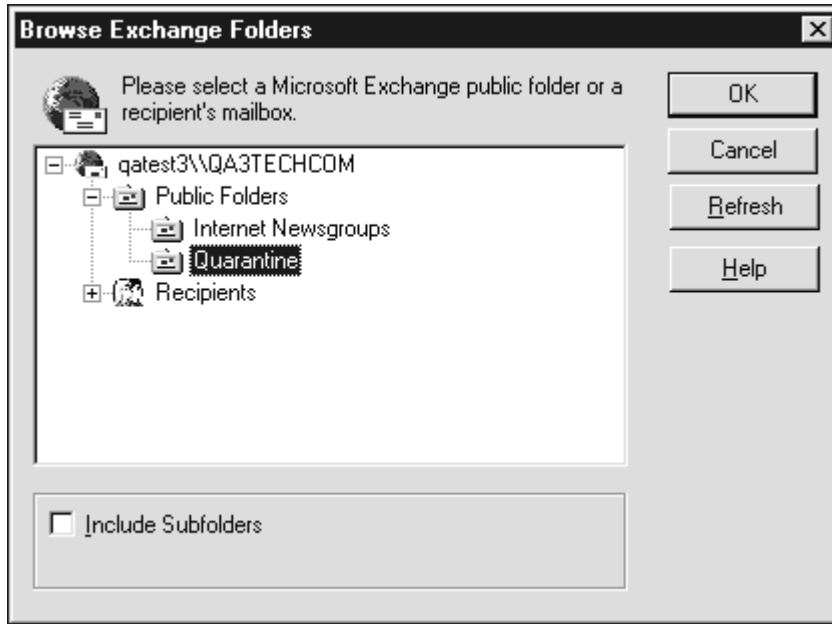 Browse Exchange Folders
Please select a Microsoft Exchange public folder or a
recipient's mailbox.
OK
Cancel
Refresh
Help
qatest3\\QA3TECHCOM
Public Folders
Internet Newsgroups
Quarantine
Recipients
Include Subfolders